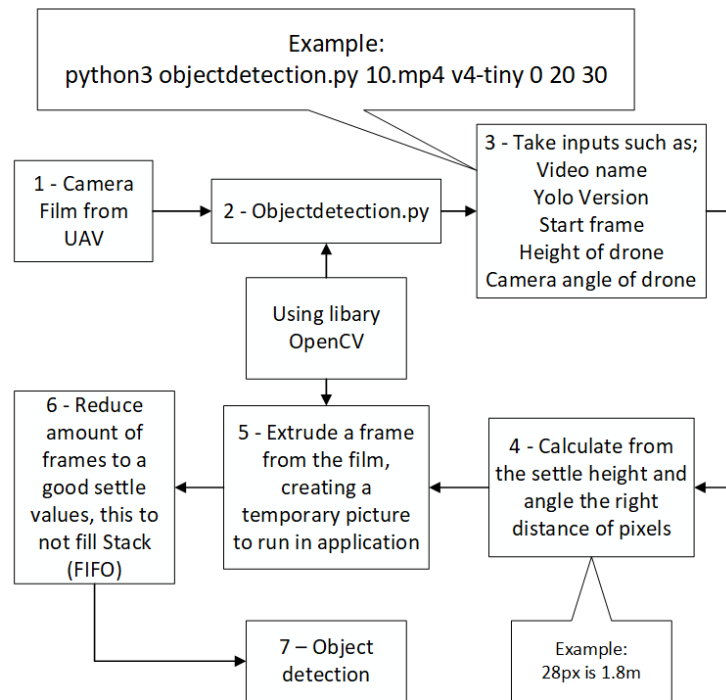 Example:
python3 objectdetection.py 10.mp4 v4-tiny 0 20 30
1 - Camera
Film from
UAV
2 - Objectdetection.py
3 - Take inputs such as;
Video name
Yolo Version
Start frame
Height of drone
Camera angle of drone
Using libary
OpenCV
4 - Calculate from
the settle height and
angle the right
distance of pixels
Example:
28px is 1.8m
5 - Extrude a frame
from the film,
creating a
temporary picture
to run in application
6 - Reduce
amount of
frames to a
good settle
values, this to
not fill Stack
(FIFO)
7 – Object
detection